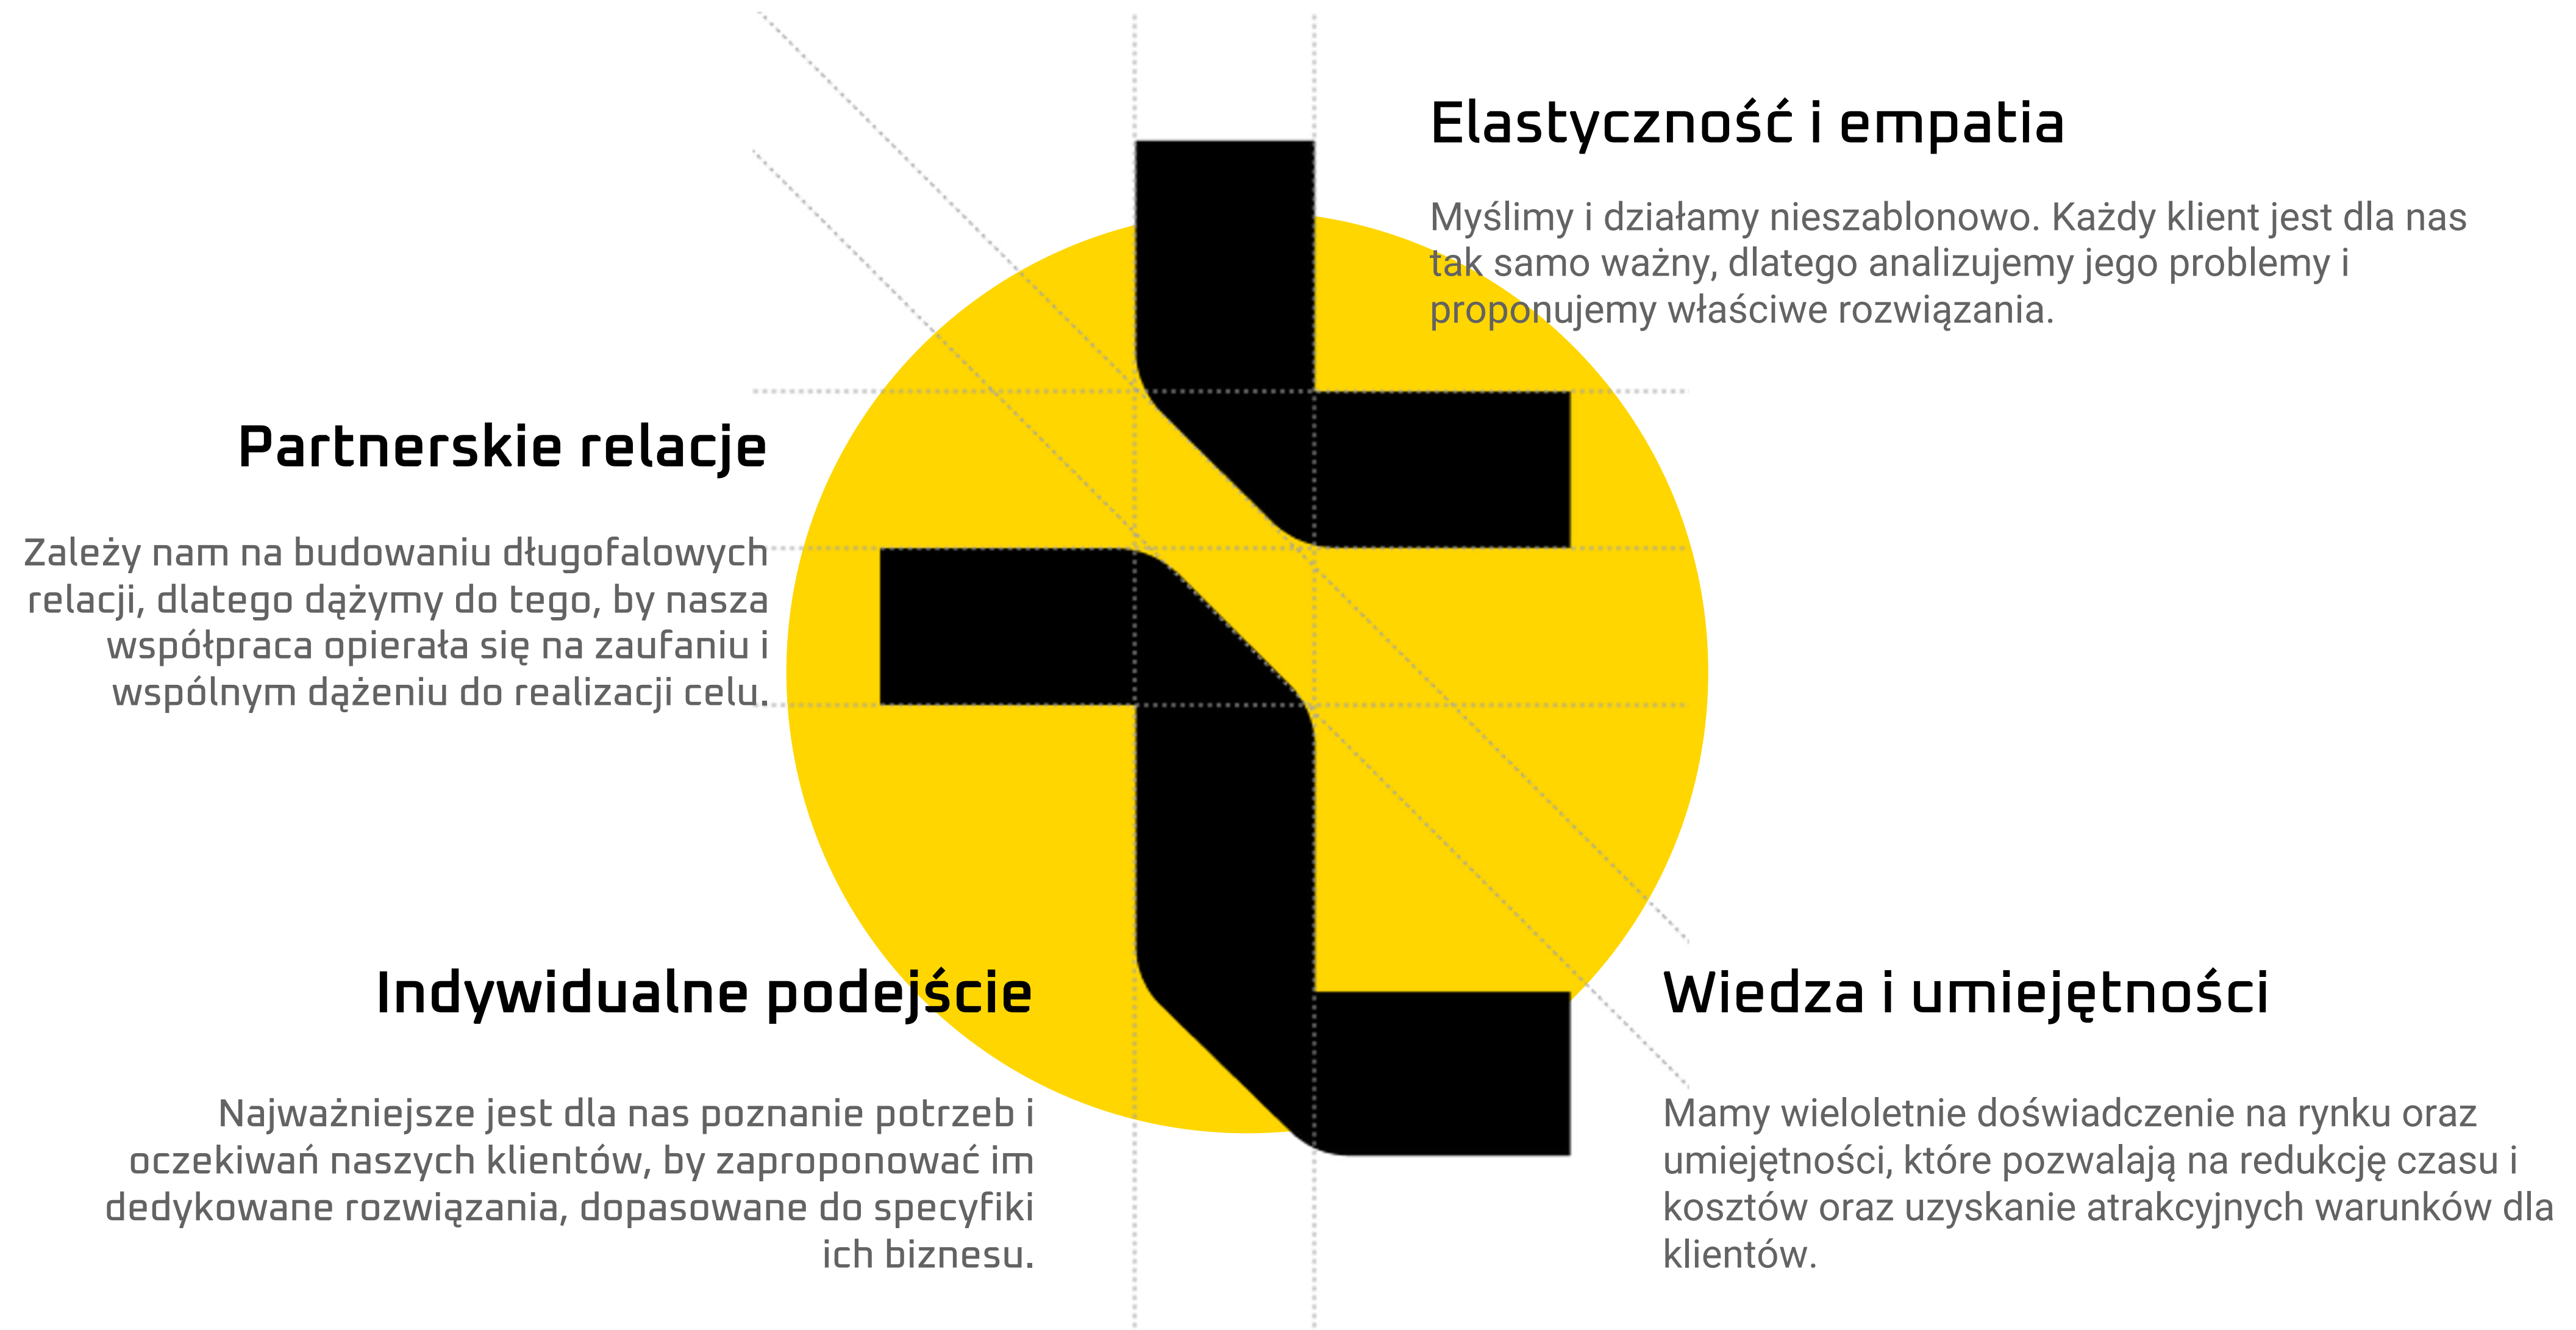 Elastyczność i empatia
Myślimy i działamy nieszablonowo. Każdy klient jest dla nas
tak samo ważny, dlatego analizujemy jego problemy i
proponujemy właściwe rozwiązania.
Partnerskie relacje
Zależy nam na budowaniu długofalowych
relacji, dlatego dążymy do tego, by nasza
współpraca opierała się na zaufaniu i
wspólnym dążeniu do realizacji celu.
Indywidualne podejście
Najważniejsze jest dla nas poznanie potrzeb i
oczekiwań naszych klientów, by zaproponować im
dedykowane rozwiązania, dopasowane do specyfiki
ich biznesu.
Wiedza i umiejętności
Mamy wieloletnie doświadczenie na rynku oraz
umiejętności, które pozwalają na redukcję czasu i
kosztów oraz uzyskanie atrakcyjnych warunków dla
klientów.